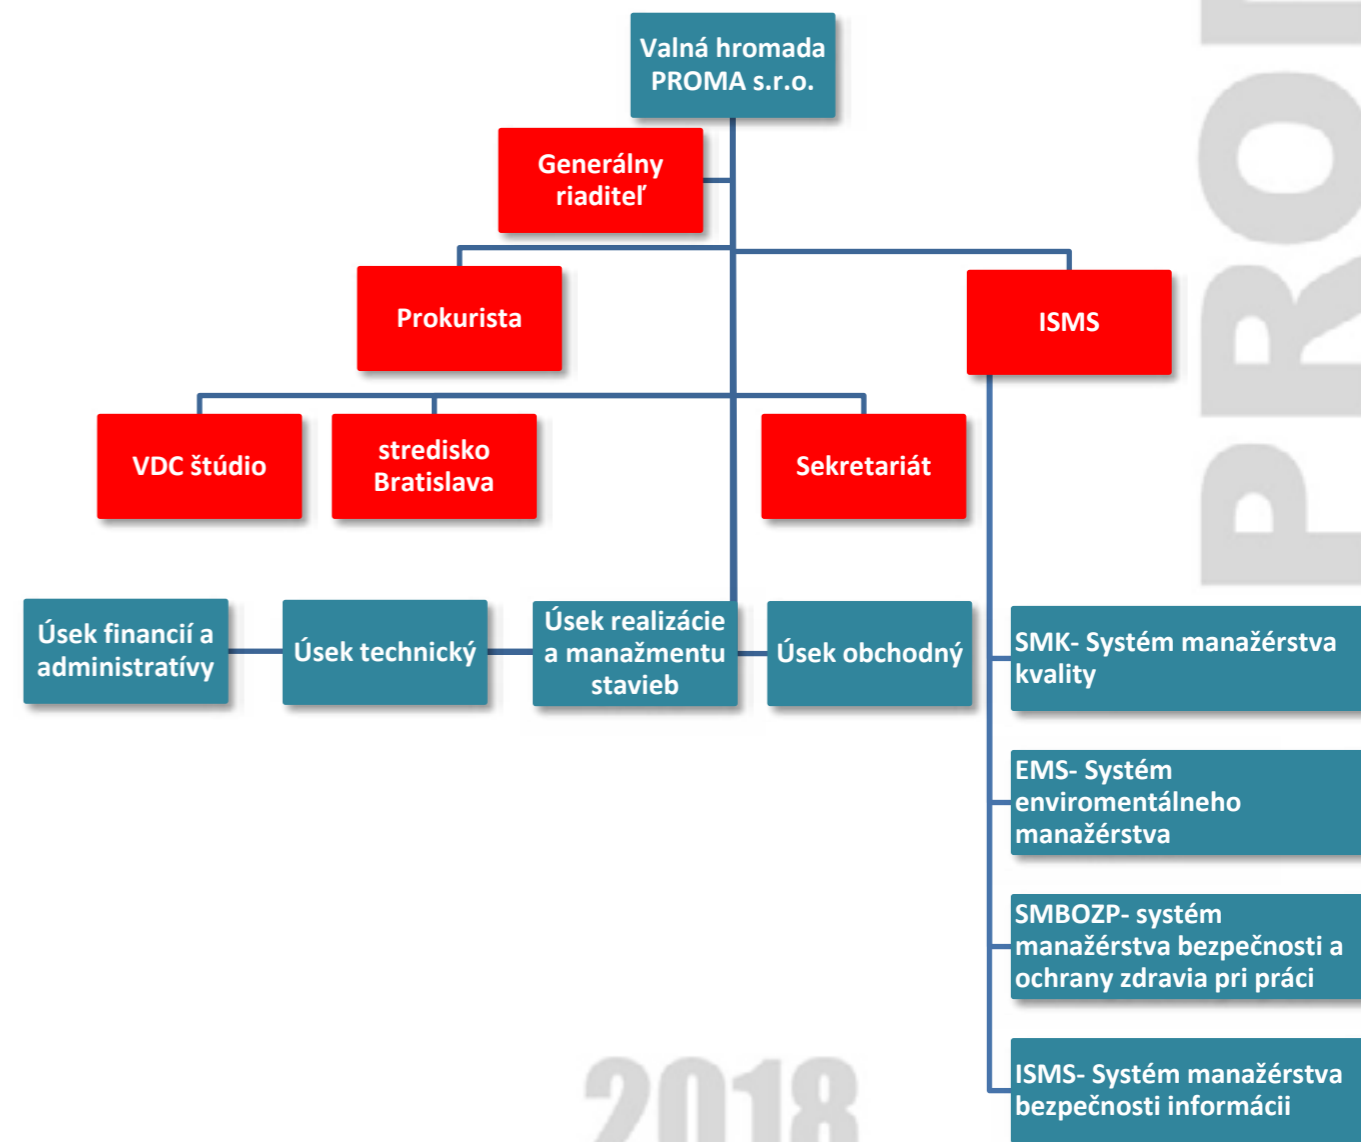 Valná hromada
PROMA s.r.o.
Generálny
riaditeľ
Prokurista
ISMS
VDC štúdio
stredisko
Bratislava
Sekretariát
Úsek financií a
administratívy
Úsek technický
Úsek realizácie
a manažmentu
stavieb
Úsek obchodný
SMK- Systém manažérstva
kvality
EMS- Systém
enviromentálneho
manažérstva
SMBOZP- systém
manažérstva bezpečnosti a
ochrany zdravia pri práci
ISMS- Systém manažérstva
bezpečnosti informácii
2018
PRO